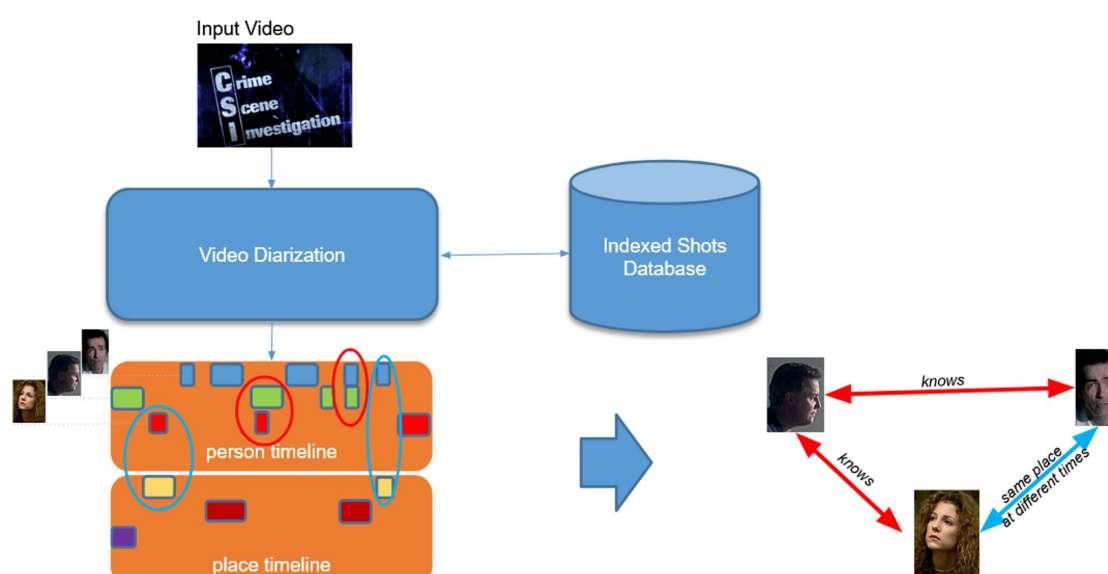 Input Video
Crime
Scene
Investigation
Video Diarization
Indexed Shots
Database
person timeline
place timeline
knows
knows
same place
at different times